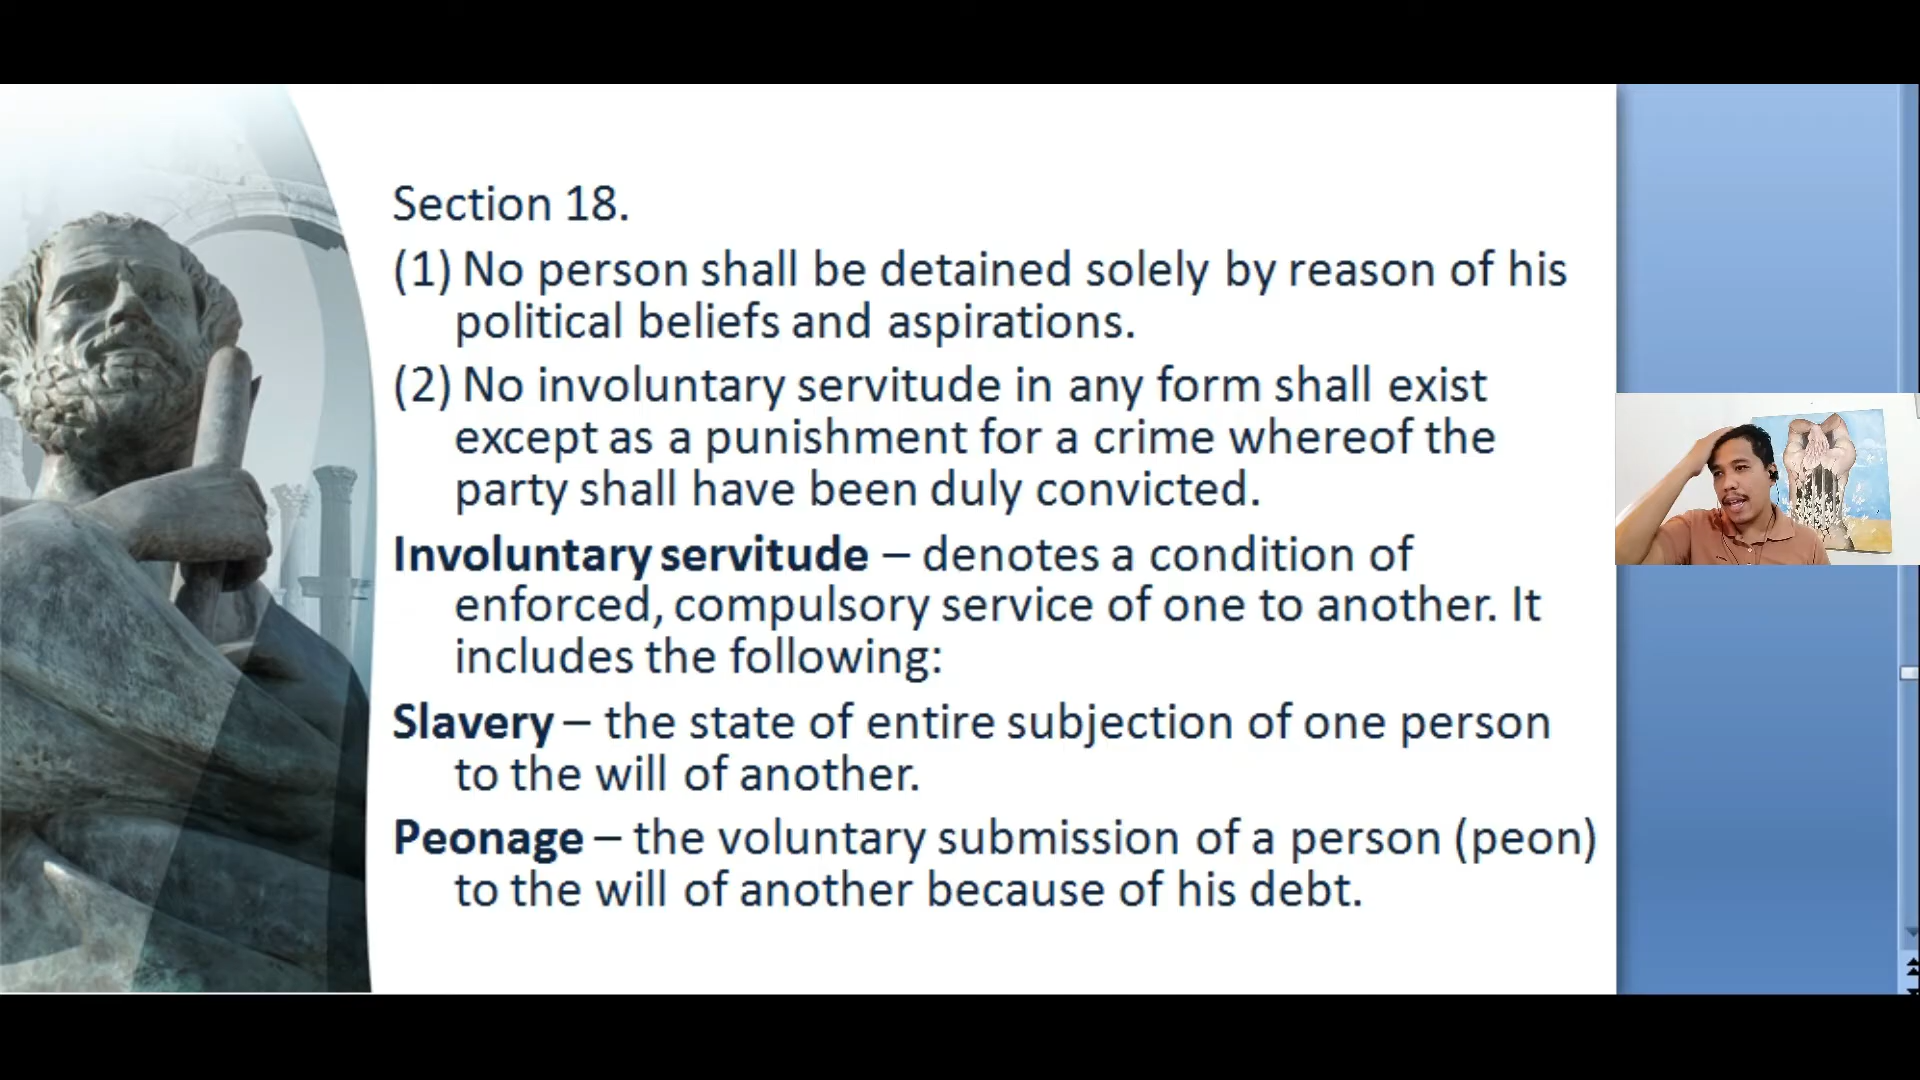 Section 18.
(1) No person shall be detained solely by reason of his
political beliefs and aspirations.
(2) No involuntary servitude in any form shall exist
except as a punishment for a crime whereof the
party shall have been duly convicted.
Involuntary servitude – denotes a condition of
enforced, compulsory service of one to another. It
includes the following:
Slavery – the state of entire subjection of one person
to the will of another.
Peonage – the voluntary submission of a person (peon)
to the will of another because of his debt.